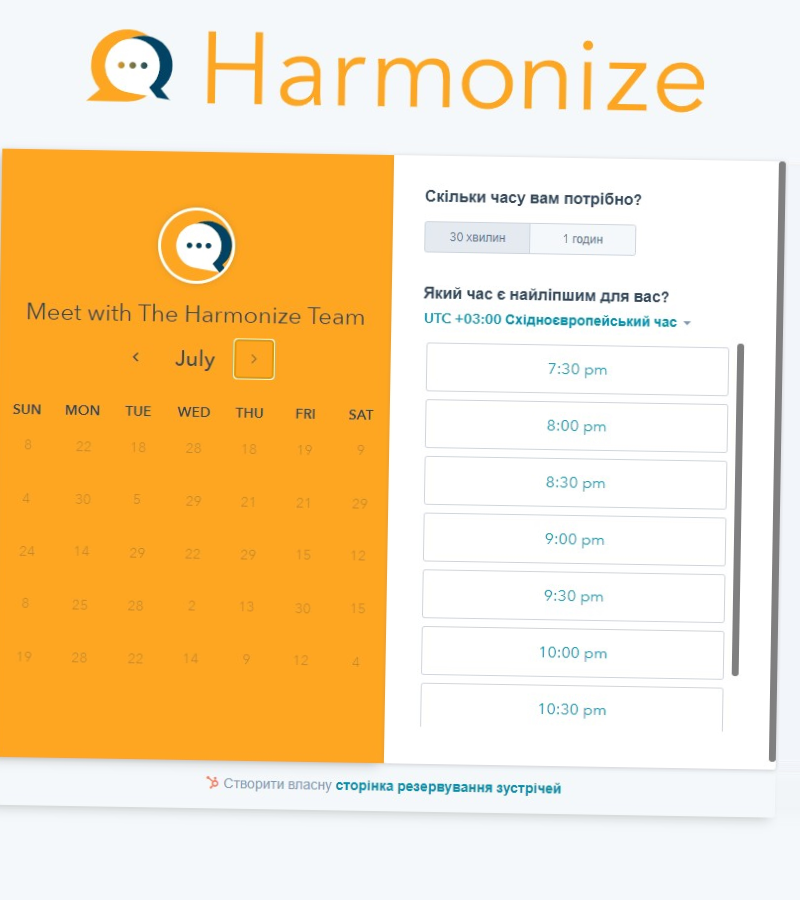 Harmonize
Meet with The Harmonize Team
July
SUN MON TUE WED THU FRI SAT
8 22 18 28 18 19 9
4 30 5 29 21 21 29
24 14 29 22 29 15 12
8 25 28 2 13 30 15
19 28 22 14 9 12 4
Скільки часу вам потрібно?
30 хвилин 1 годин
Який час є найліпшим для вас?
UTC +03:00 Східноєвропейський час
7:30 pm
8:00 pm
8:30 pm
9:00 pm
9:30 pm
10:00 pm
10:30 pm
Створити власну сторінка резервування зустрічей